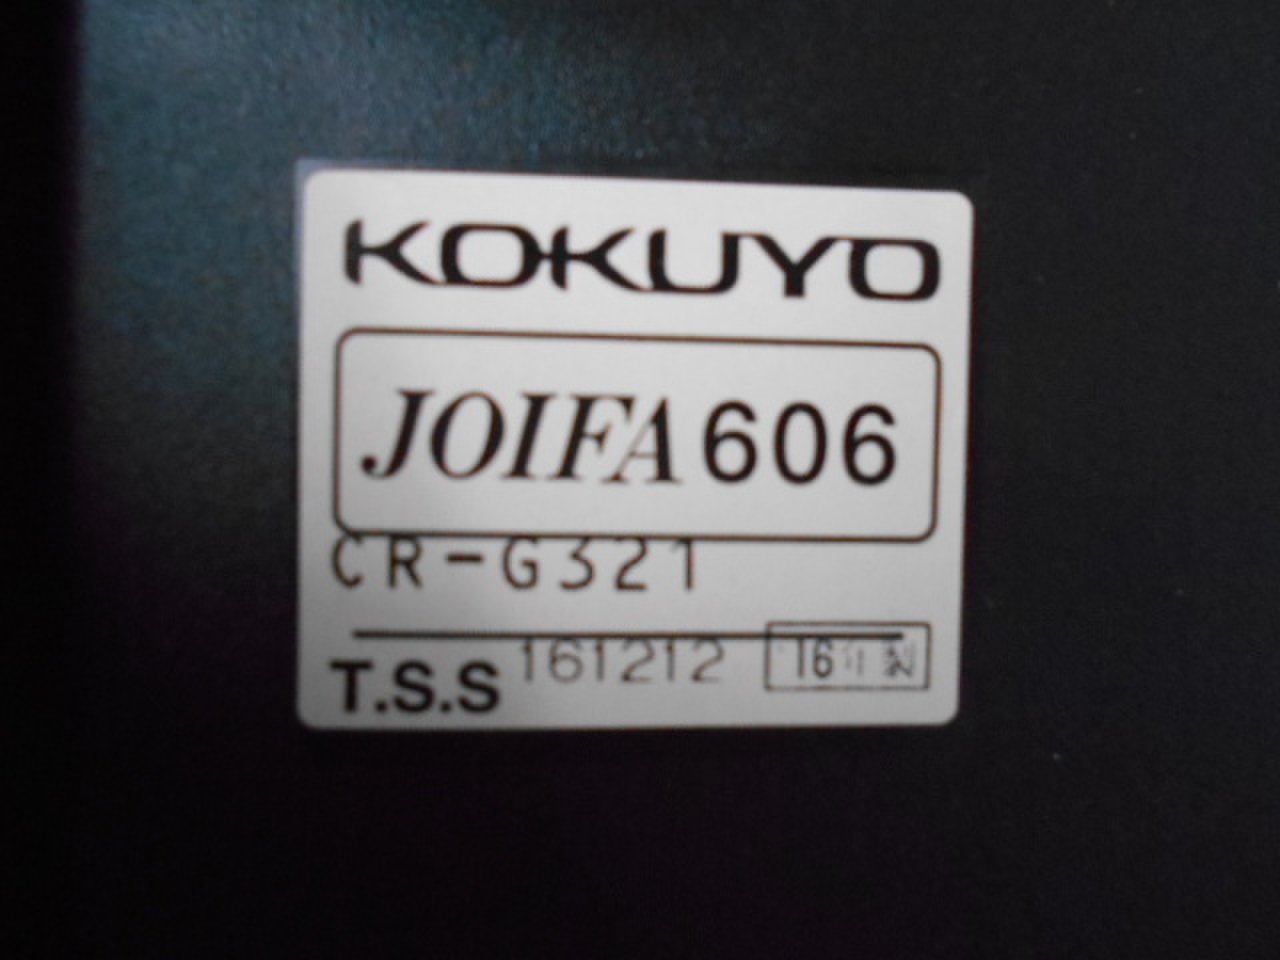 KOKUYO
JOIFA 606
CR-G321
T.S.S 161212 16年製